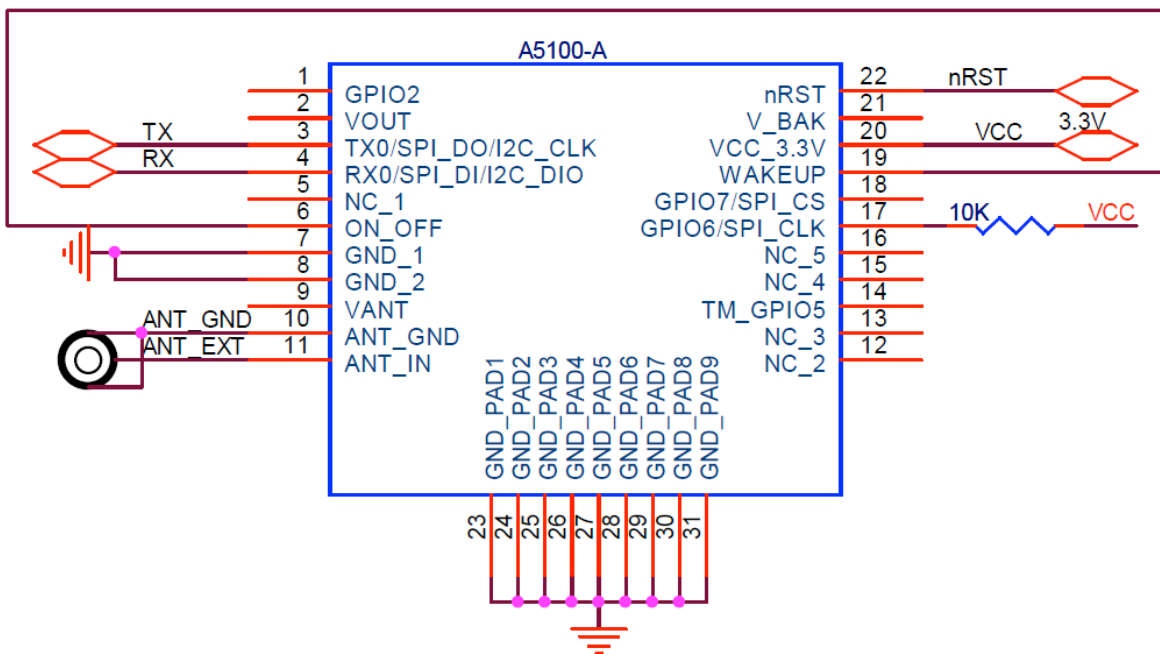 A5100-A
1 GPIO2
2 VOUT
TX 3 TX0/SPI_DO/I2C_CLK
RX 4 RX0/SPI_DI/I2C_DIO
5 NC_1
6 ON_OFF
7 GND_1
8 GND_2
9 VANT
ANT_GND 10 ANT_GND
ANT_EXT 11 ANT_IN
nRST 22 nRST
V_BAK 21
VCC_3.3V 20 VCC 3.3V
WAKEUP 19
GPIO7/SPI_CS 18
GPIO6/SPI_CLK 17 10K VCC
NC_5 16
NC_4 15
TM_GPIO5 14
NC_3 13
NC_2 12
GND_PAD1 23
GND_PAD2 24
GND_PAD3 25
GND_PAD4 26
GND_PAD5 27
GND_PAD6 28
GND_PAD7 29
GND_PAD8 30
GND_PAD9 31